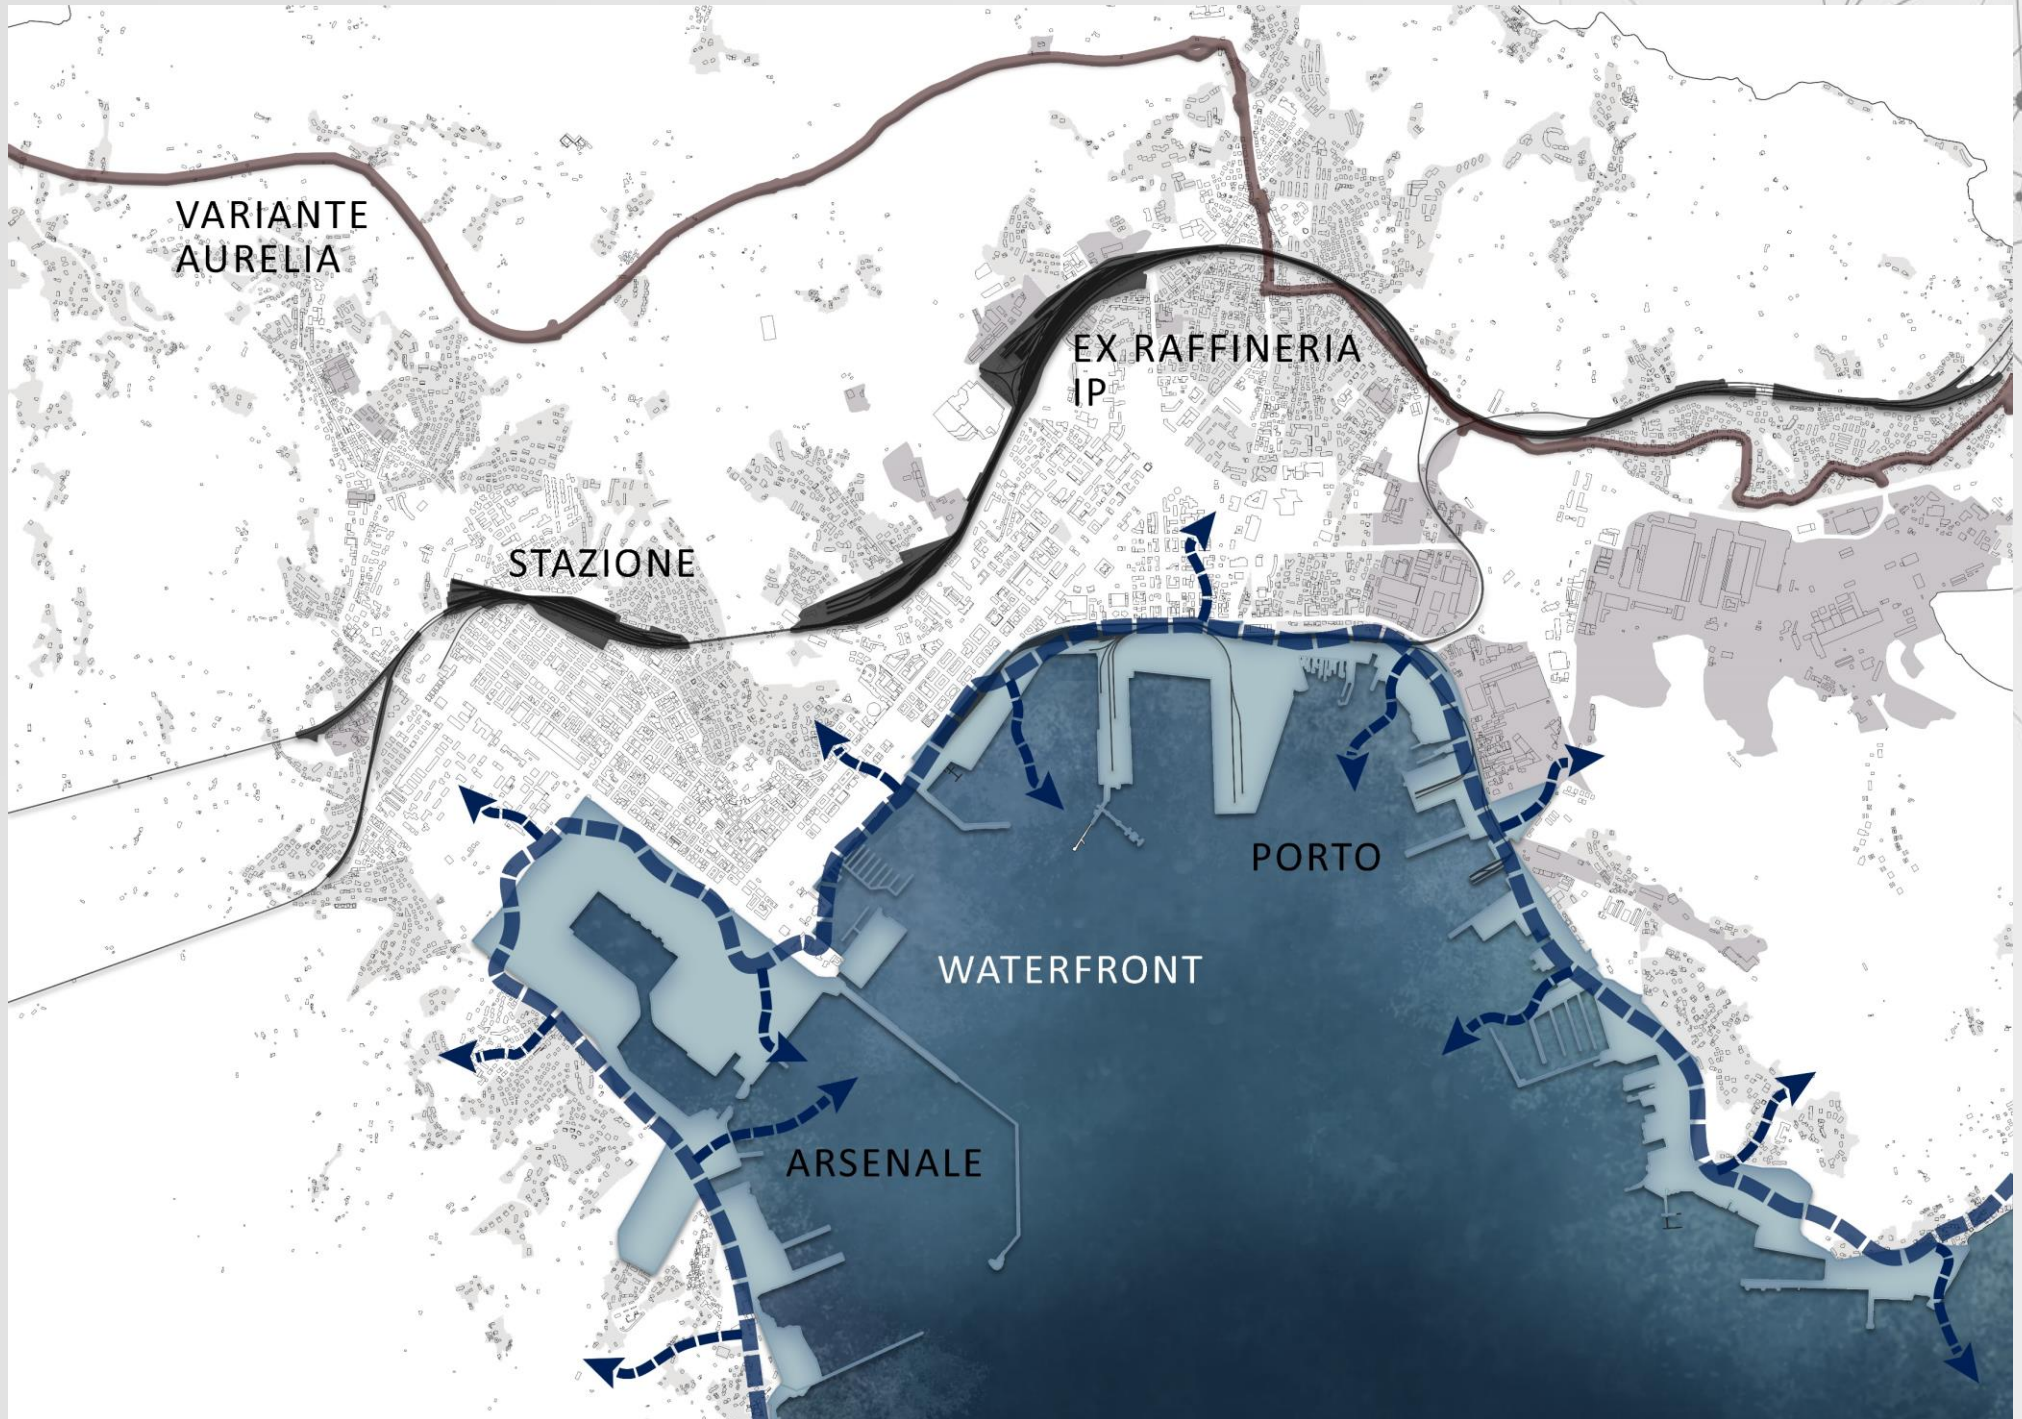 VARIANTE
AURELIA
EX RAFFINERIA
IP
STAZIONE
PORTO
WATERFRONT
ARSENALE